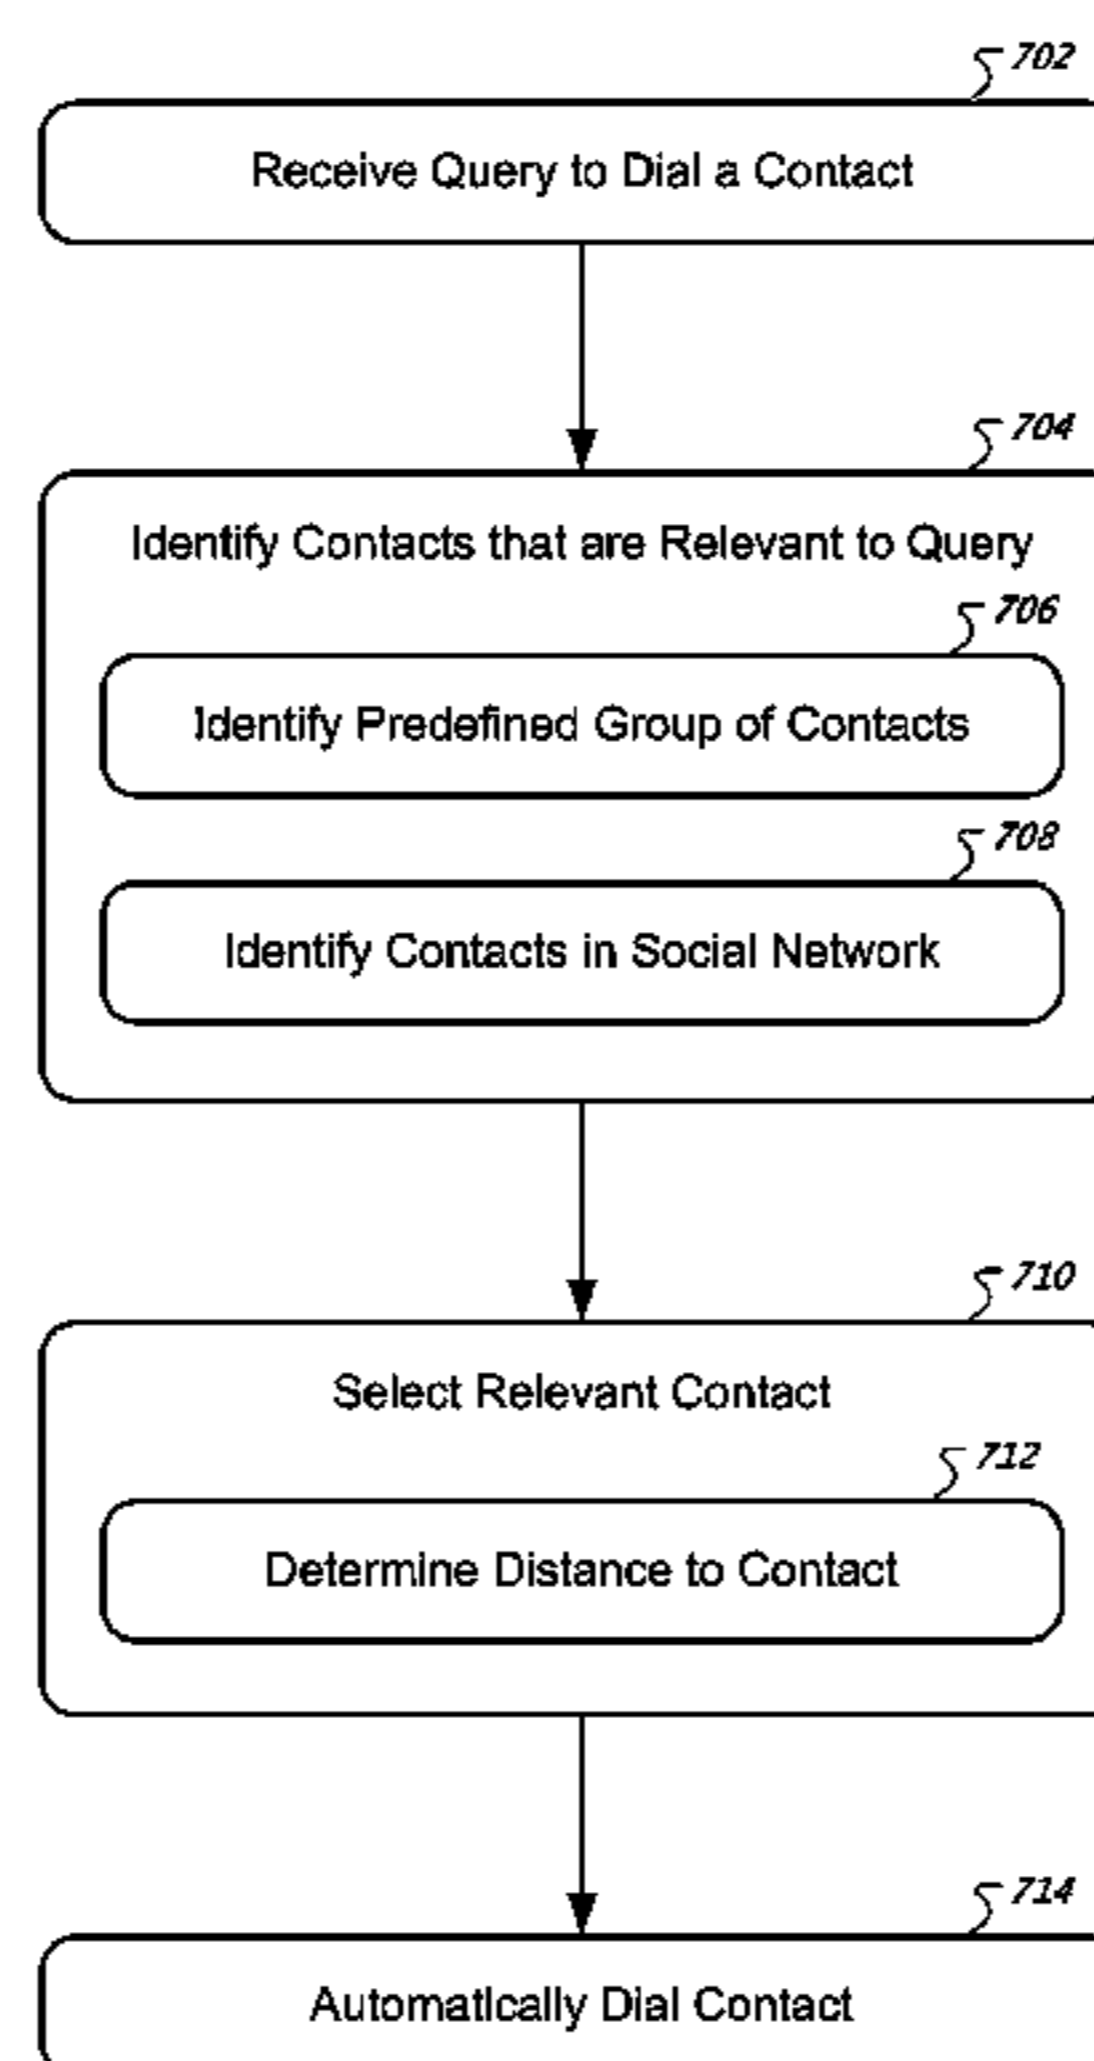 702
Receive Query to Dial a Contact
704
Identify Contacts that are Relevant to Query
706
Identify Predefined Group of Contacts
708
Identify Contacts in Social Network
710
Select Relevant Contact
712
Determine Distance to Contact
714
Automatically Dial Contact